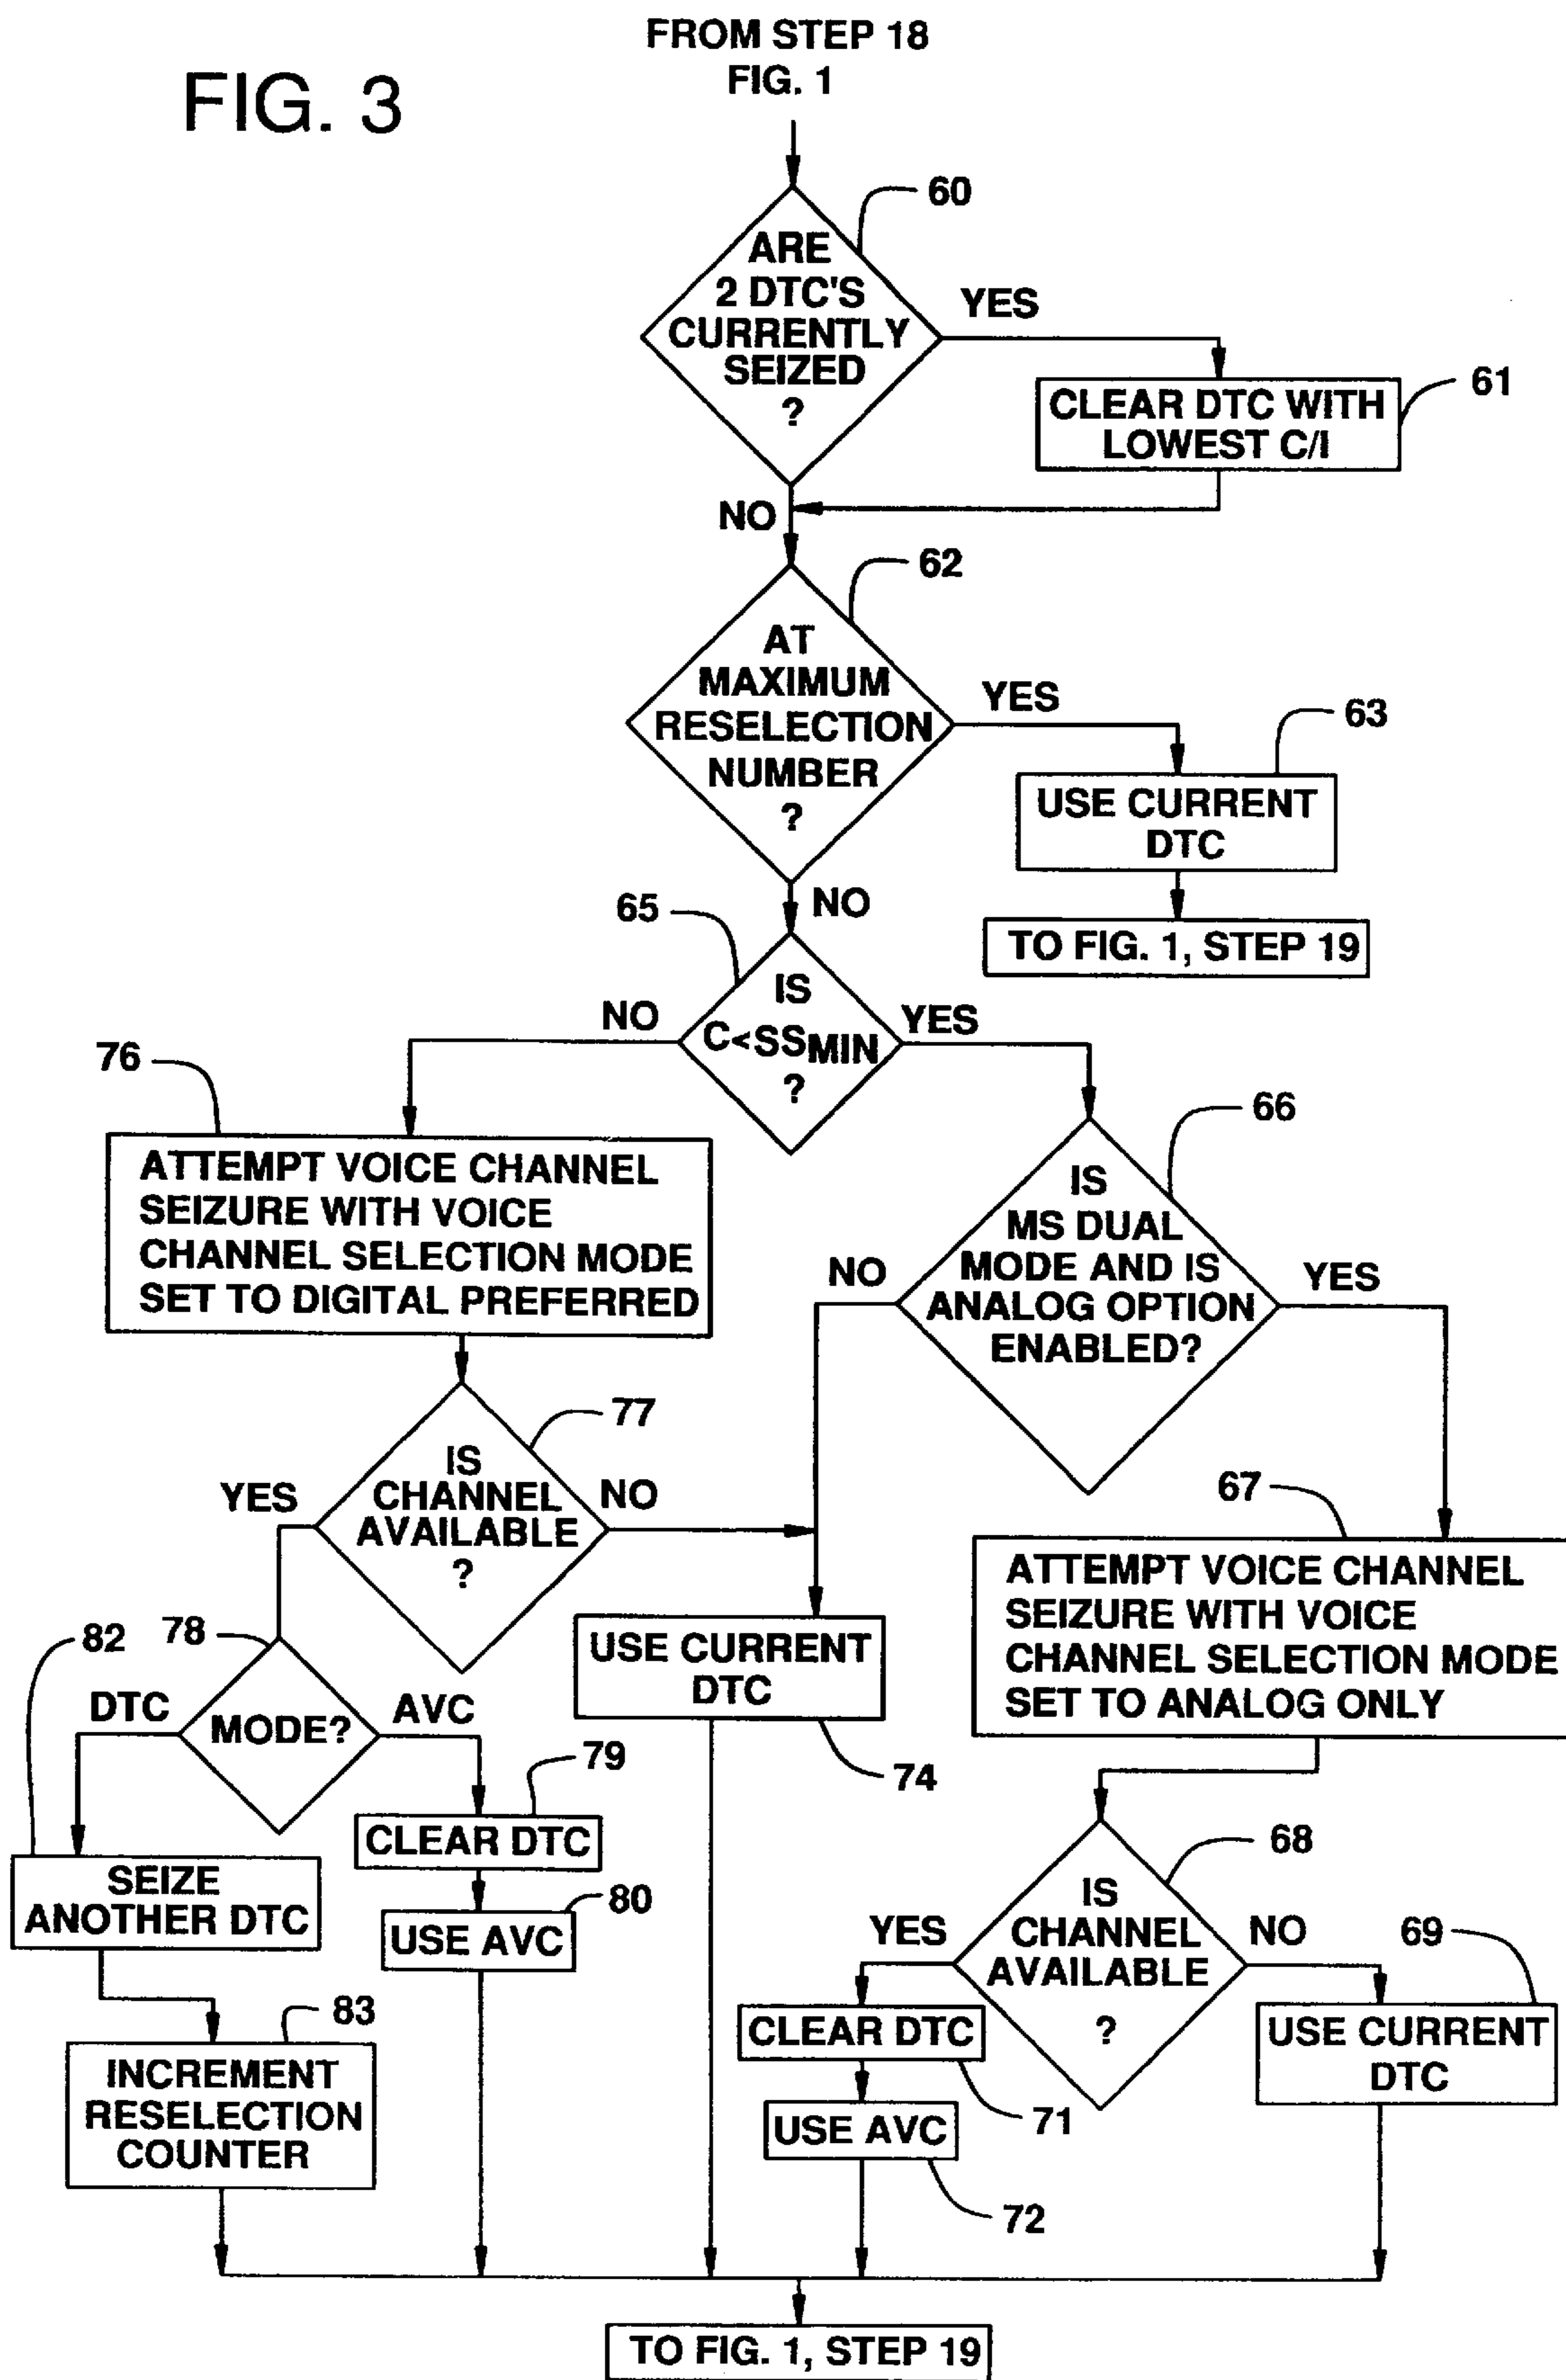 FROM STEP 18
FIG. 1
FIG. 3
60
ARE
2 DTC'S
CURRENTLY
SEIZED
?
YES
61
CLEAR DTC WITH
LOWEST C/I
NO
62
AT
MAXIMUM
RESELECTION
NUMBER
?
YES
63
USE CURRENT
DTC
TO FIG. 1, STEP 19
NO
65
IS
C<SSMIN
?
NO
YES
76
ATTEMPT VOICE CHANNEL
SEIZURE WITH VOICE
CHANNEL SELECTION MODE
SET TO DIGITAL PREFERRED
66
IS
MS DUAL
MODE AND IS
ANALOG OPTION
ENABLED?
NO
YES
77
IS
CHANNEL
AVAILABLE
?
YES
NO
67
ATTEMPT VOICE CHANNEL
SEIZURE WITH VOICE
CHANNEL SELECTION MODE
SET TO ANALOG ONLY
82
78
DTC
MODE?
AVC
USE CURRENT
DTC
74
79
CLEAR DTC
80
USE AVC
SEIZE
ANOTHER DTC
83
INCREMENT
RESELECTION
COUNTER
68
IS
CHANNEL
AVAILABLE
?
YES
NO
69
CLEAR DTC
71
USE AVC
72
USE CURRENT
DTC
TO FIG. 1, STEP 19